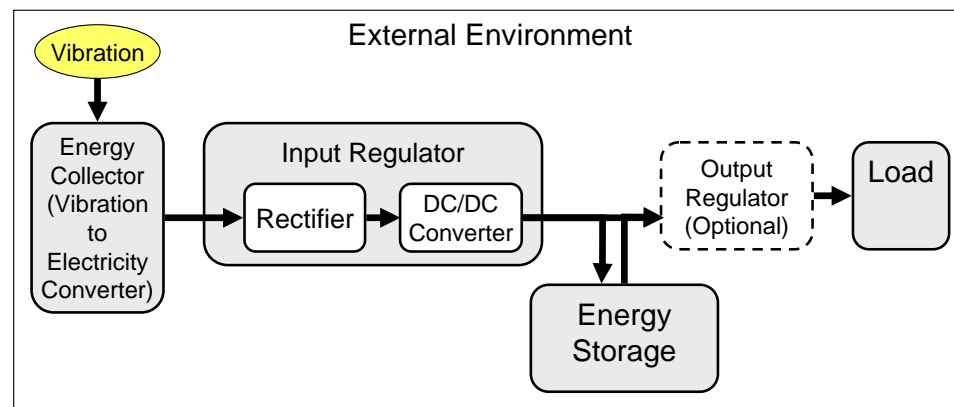 External Environment
Vibration
Energy
Collector
(Vibration
to
Electricity
Converter)
Input Regulator
Rectifier
DC/DC
Converter
Output
Regulator
(Optional)
Load
Energy
Storage